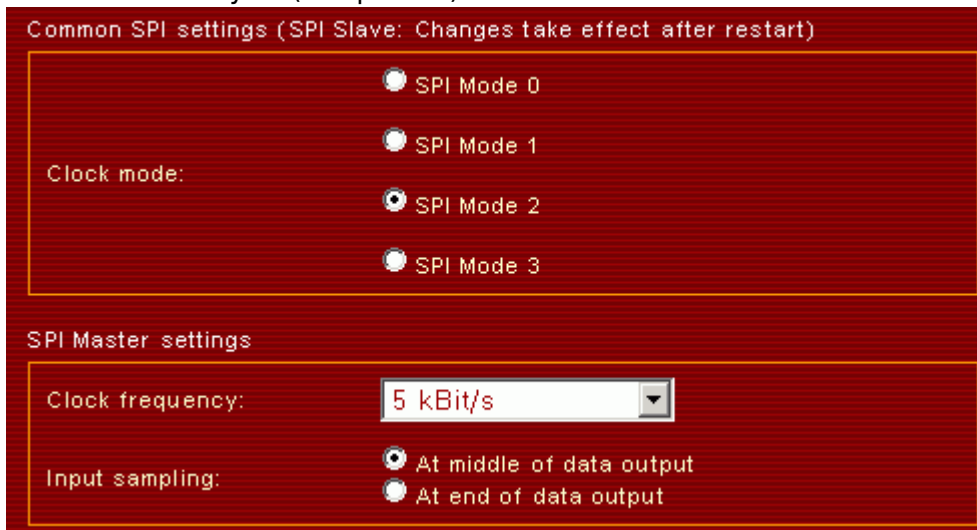 Common SPI settings (SPI Slave: Changes take effect after restart)
Clock mode:
SPI Mode 0
SPI Mode 1
SPI Mode 2
SPI Mode 3
SPI Master settings
Clock frequency:
5 kBit/s
Input sampling:
At middle of data output
At end of data output